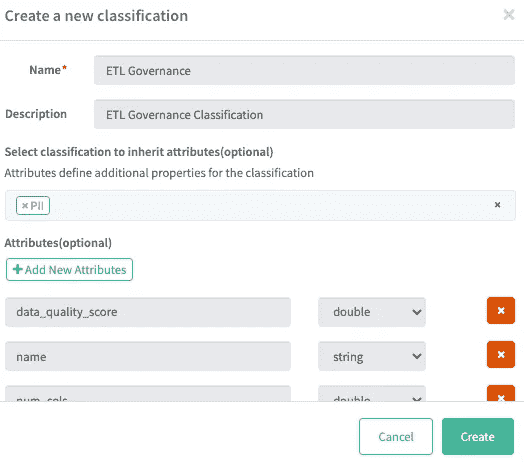 Create a new classification ×
Name* ETL Governance
Description ETL Governance Classification
Select classification to inherit attributes(optional)
Attributes define additional properties for the classification
× PII ×
Attributes(optional)
+ Add New Attributes
data_quality_score double ×
name string ×
num_cols double ×
Cancel Create